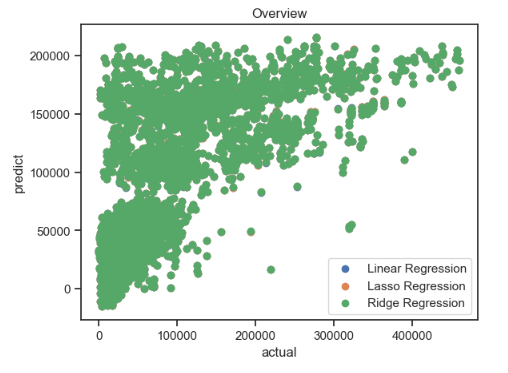 Overview
predict
200000
150000
100000
50000
0
0
100000
200000
300000
400000
actual
Linear Regression
Lasso Regression
Ridge Regression